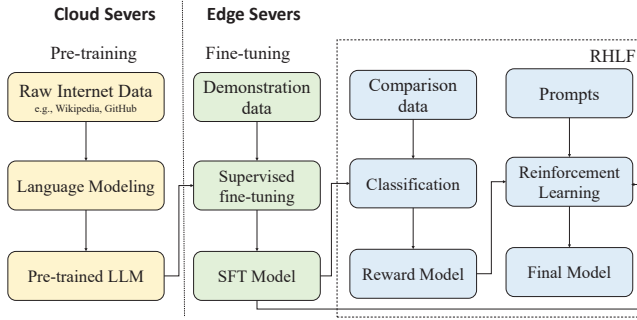 Cloud Severs
Edge Severs
Pre-training
Fine-tuning
RHLF
Raw Internet Data
e.g., Wikipedia, GitHub
Demonstration
data
Comparison
data
Prompts
Language Modeling
Supervised
fine-tuning
Classification
Reinforcement
Learning
Pre-trained LLM
SFT Model
Reward Model
Final Model